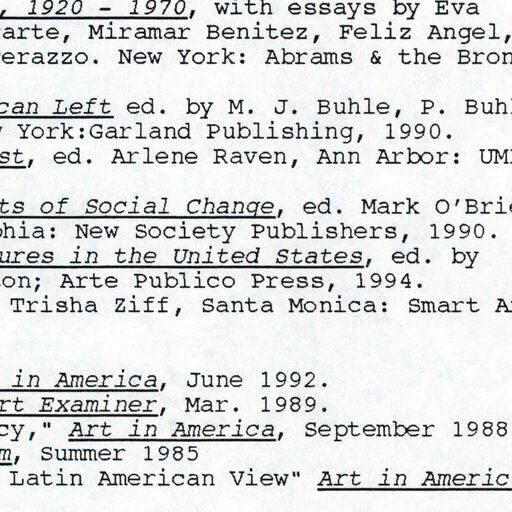 , 1920 - 1970, with essays by Eva
arte, Miramar Benitez, Feliz Angel,
erazzo. New York: Abrams & the Bron
can Left ed. by M. J. Buhle, P. Buhl
York:Garland Publishing, 1990.
st, ed. Arlene Raven, Ann Arbor: UMI
ts of Social Change, ed. Mark O'Brie
phia: New Society Publishers, 1990.
ures in the United States, ed. by
on; Arte Publico Press, 1994.
Trisha Ziff, Santa Monica: Smart A
in America, June 1992.
rt Examiner, Mar. 1989.
cy," Art in America, September 1988
m, Summer 1985
Latin American View" Art in Americ